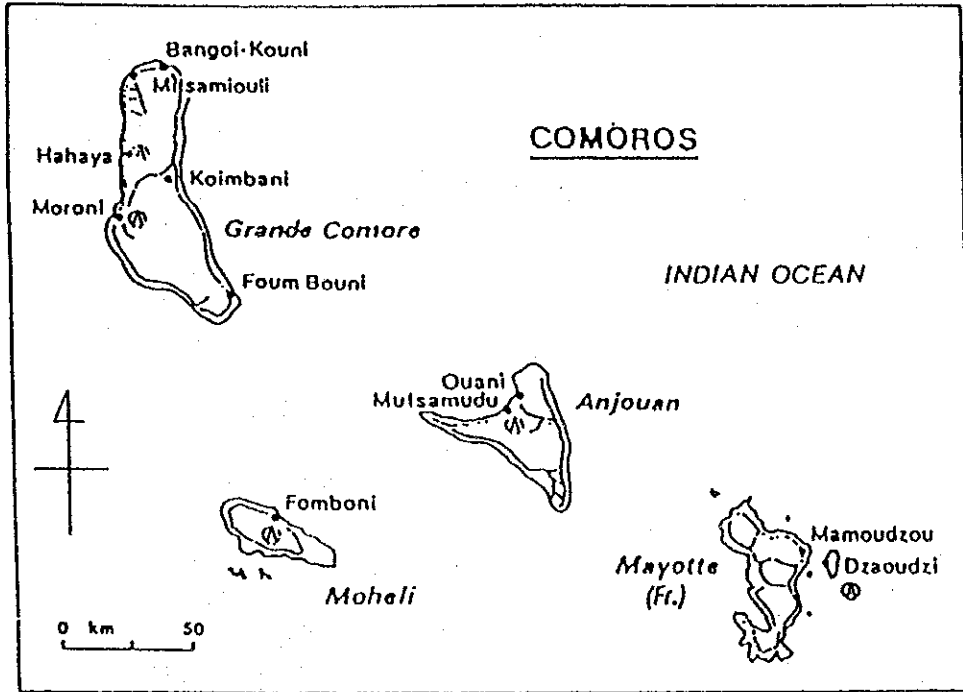 Bangoi-Kouni
Mitsamiouli
COMOROS
Hahaya
Koimbani
Moroni
Grande Comore
INDIAN OCEAN
Foum Bouni
Ouani
Mutsamudu
Anjouan
Fomboni
Mamoudzou
Mayotte
(Fr.)
Dzaoudzi
Moheli
0 km 50